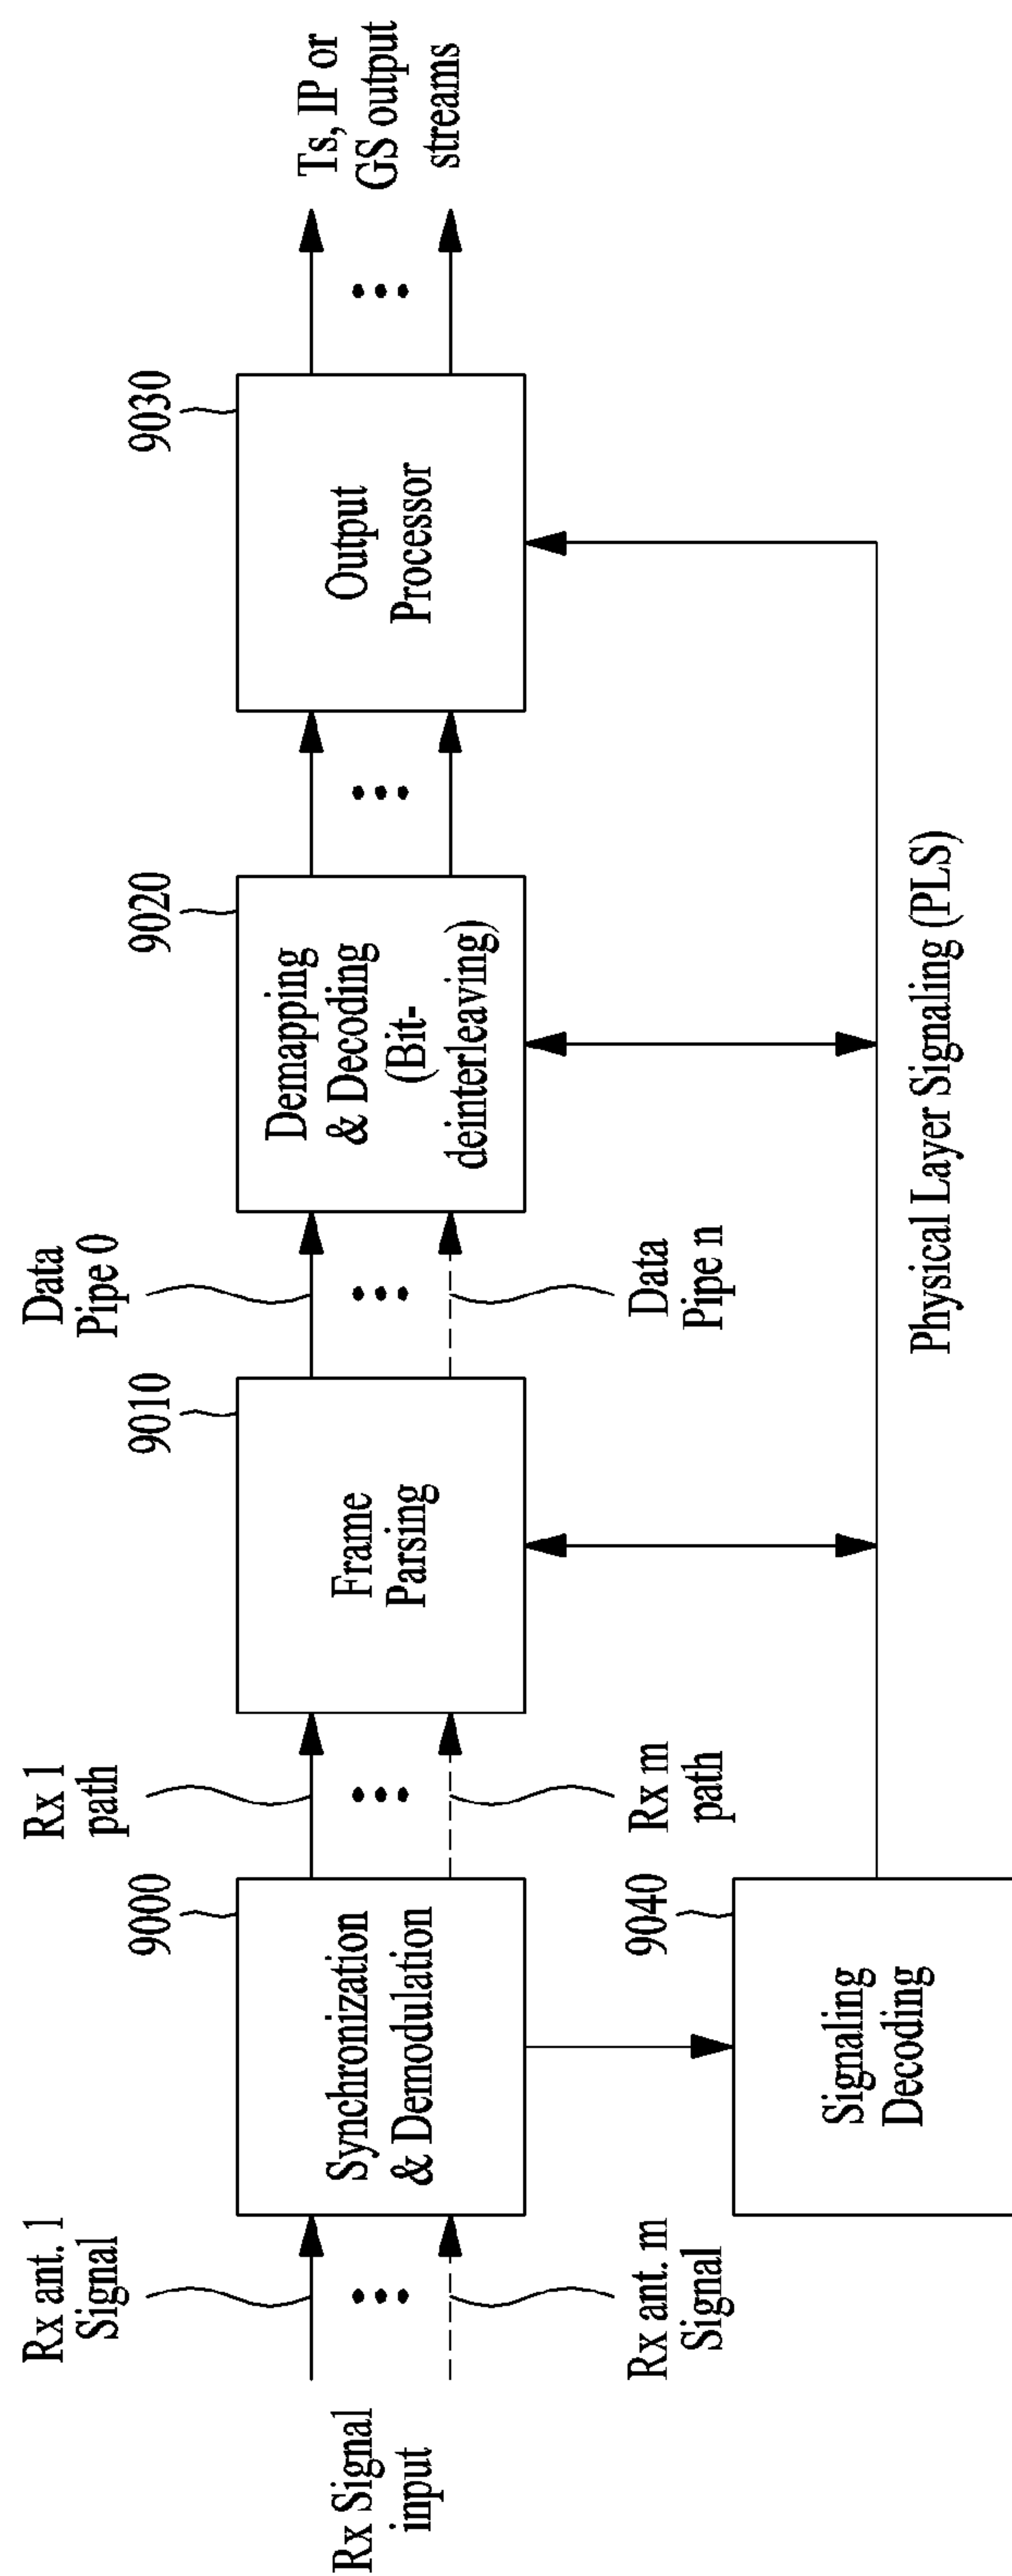 Rx Signal
input
Rx ant. 1
Signal
Rx ant. m
Signal
9000
Synchronization
& Demodulation
Rx 1
path
Rx m
path
9010
Frame
Parsing
Data
Pipe 0
Data
Pipe n
9020
Demapping
& Decoding
(Bit-
deinterleaving)
9030
Output
Processor
Ts, IP or
GS output
streams
9040
Signaling
Decoding
Physical Layer Signaling (PLS)